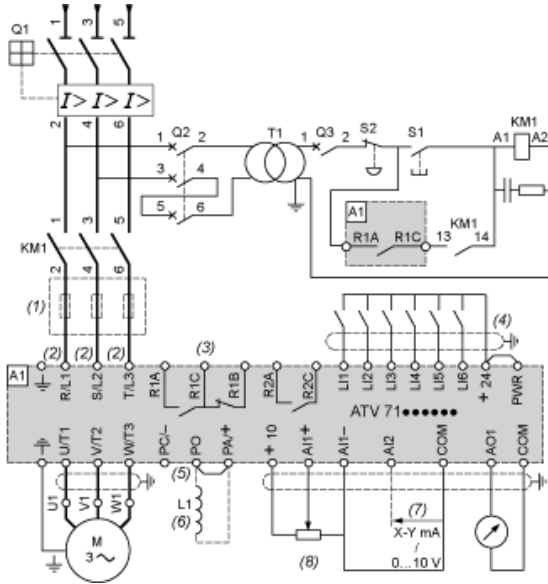 Q1
1 3 5
I> I> I>
2 4 6
1 Q2 2
3 4
5 6
T1
1 Q3 2
S2
S1
KM1
A1 A2
A1
R1A R1C
KM1
13 14
1 3 5
KM1
2 4 6
(1)
(2) (2) (2)
(3)
(4)
A1
R/L1 S/L2 T/L3 R1A R1C R1B R2A R2C LI1 LI2 LI3 LI4 LI5 LI6 + 24 PWR
ATV 71●●●●●●
U/T1 V/T2 W/T3 PC/– PO PA/+ + 10 AI1+ AI1– AI2 COM AO1 COM
U1 V1 W1
(5)
L1
(6)
(7)
X-Y mA
/
0...10 V
(8)
M
3 ~